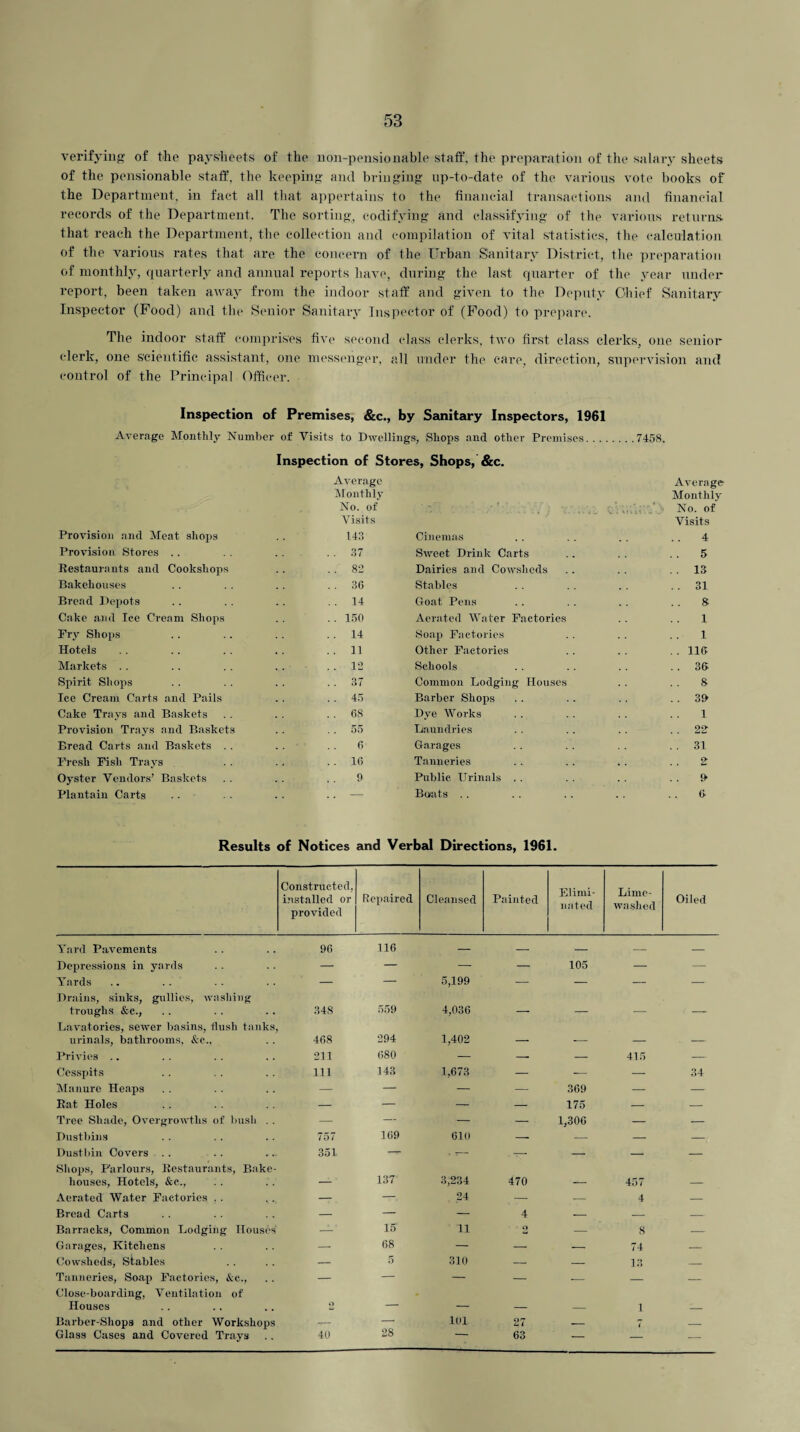 53
verifying of the paysheets of the non-pensionable staff, the preparation of the salary sheets
of the pensionable staff, the keeping and bringing up-to-date of the various vote books of
the Department, in fact all that appertains to the financial transactions and financial
records of the Department. The sorting, codifying and classifying of the various returns
that reach the Department, the collection and compilation of vital statistics, the calculation
of the various rates that are the concern of the Urban Sanitary District, the preparation
of monthly, quarterly and annual reports have, during the last quarter of the year under
report, been taken away from the indoor staff and given to the Deputy Chief Sanitary
Inspector (Food) and the Senior Sanitary Inspector of (Food) to prepare.
The indoor staff comprises five second class clerks, two first class clerks, one senior
clerk, one scientific assistant, one messenger, all under the care, direction, supervision and
control of the Principal Officer.
Inspection of Premises, &c., by Sanitary Inspectors, 1961
Average Monthly Number of Visits to Dwellings, Shops and other Premises.........7458.
Inspection of Stores, Shops, &c.
Average Monthly No. of Visits Average Monthly No. of Visits
Provision and Meat shops .. 143 Cinemas .. .. .. .. 4
Provision Stores .. .. .. .. 37 Sweet Drink Carts .. .. .. 5
Restaurants and Cookshops .. .. 82 Dairies and Cowsheds .. .. .. 13
Bakehouses .. .. .. .. 36 Stables .. .. .. .. 31
Bread Depots .. .. .. .. 14 Goat Pens .. .. .. .. 8
Cake and Ice Cream Shops .. .. 150 Aerated Water Factories .. .. 1
Fry Shops .. .. .. .. 14 Soap Factories .. .. .. 1
Hotels .. .. .. .. .. 11 Other Factories .. .. .. 116
Markets .. .. .. .. .. 12 Schools .. .. .. .. 36
Spirit Shops .. .. .. .. 37 Common Lodging Houses .. .. 8
Ice Cream Carts and Pails .. .. 45 Barber Shops .. .. .. .. 39
Cake Trays and Baskets .. .. .. 68 Dye Works .. .. .. .. 1
Provision Trays and Baskets .. .. 55 Laundries .. .. .. .. 22
Bread Carts and Baskets .. .. .. 6 Garages .. .. .. .. 31
Fresh Fish Trays .. .. .. 16 Tanneries .. .. .. .. 2
Oyster Vendors' Baskets .. .. .. 9 Public Urinals .. .. .. .. 9
Plantain Carts .. .. .. .. — Boats .. .. .. .. .. 6
Results of Notices and Verbal Directions, 1961.
Constructed, installed or provided Repaired Cleansed Painted Elimi-nated Lime-washed Oiled
Yard Pavements .. .. 96 116 — — — — —
Depressions in yards .. .. — — — — 105 — —
Yards .. .. .. .. — — 5,199 — — — —
Drains, sinks, gullies, washing
troughs &c., .. .. .. 348 559 4,036 — — — —
Lavatories, sewer basins, flush tanks,
urinals, bathrooms, &c., .. 468 294 1,402 — — — —
Privies .. .. .. .. 211 680 — — — 415 —
Cesspits .. .. .. 111 143 1,673 — — — 34
Manure Heaps .. .. .. — — — — 369 — —
Rat Holes .. .. .. — — — — 175 — —
Tree Shade, Overgrowths of bush .. — — — — 1,306 — —
Dustbins .. .. .. 757 169 610 — — — —
Dustbin Covers .. .. .. 351 — — — — — —
Shops, Parlours, Restaurants, Bake-
houses, Hotels, &c., .. .. — 137 3,234 470 — 457 —
Aerated Water Factories .. .. — — 24 — — 4 —
Bread Carts .. .. .. — — — 4 — — —
Barracks, Common Lodging Houses — 15 11 2 — 8 —
Garages, Kitchens .. .. — 68 — — — 74 —
Cowsheds, Stables .. .. — 5 310 — — 13 —
Tanneries, Soap Factories, &c., .. — — — — — — —
Close-boarding, Ventilation of
Houses .. .. .. 2 — — — — 1 —
Barber-Shops and other Workshops — — 101 27 — 7 —
Glass Cases and Covered Trays .. 40 28 — 63 — — —